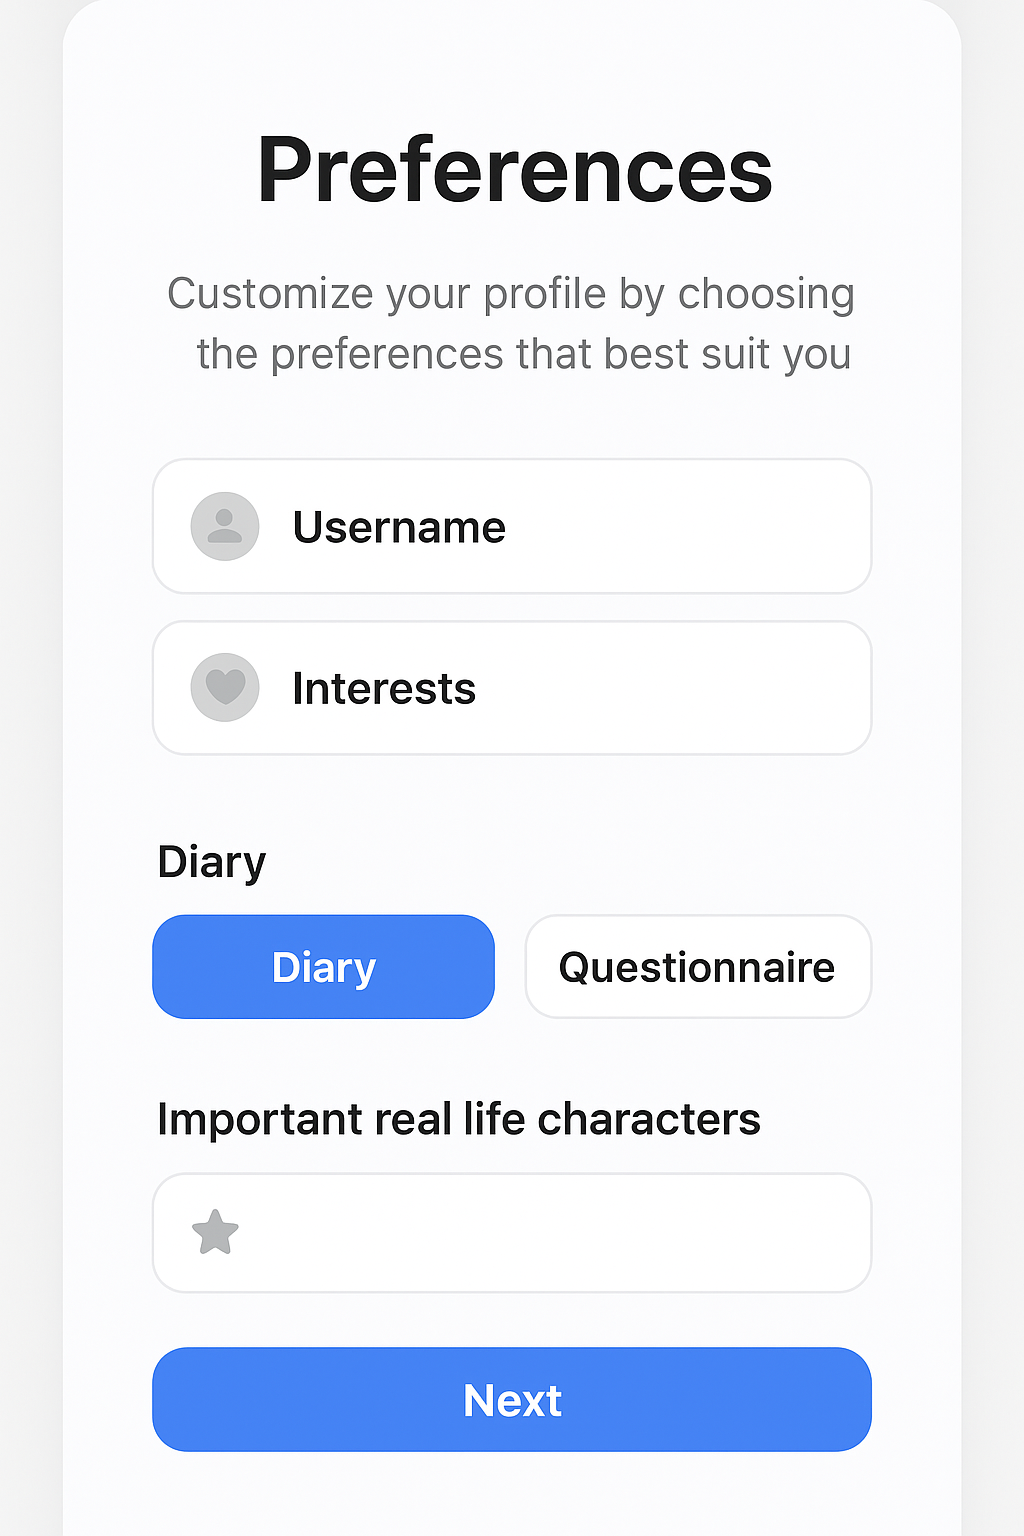 Preferences
Customize your profile by choosing
the preferences that best suit you
Username
Interests
Diary
Diary
Questionnaire
Important real life characters
Next